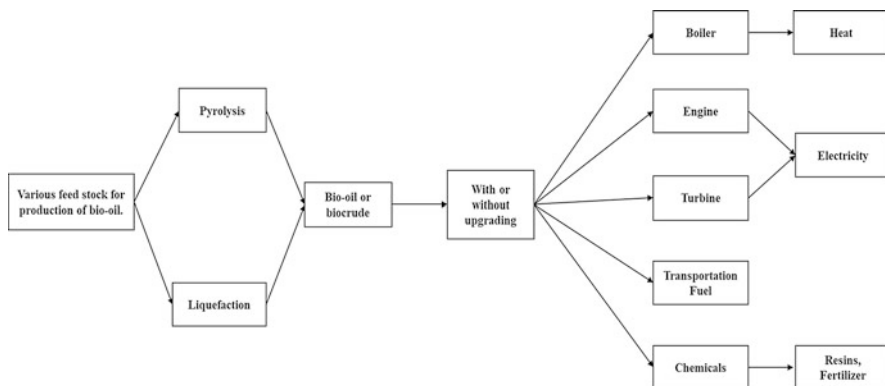 Various feed stock for
production of bio-oil.
Pyrolysis
Liquefaction
Bio-oil or
biocrude
With or
without
upgrading
Boiler
Heat
Engine
Electricity
Turbine
Transportation
Fuel
Chemicals
Resins,
Fertilizer